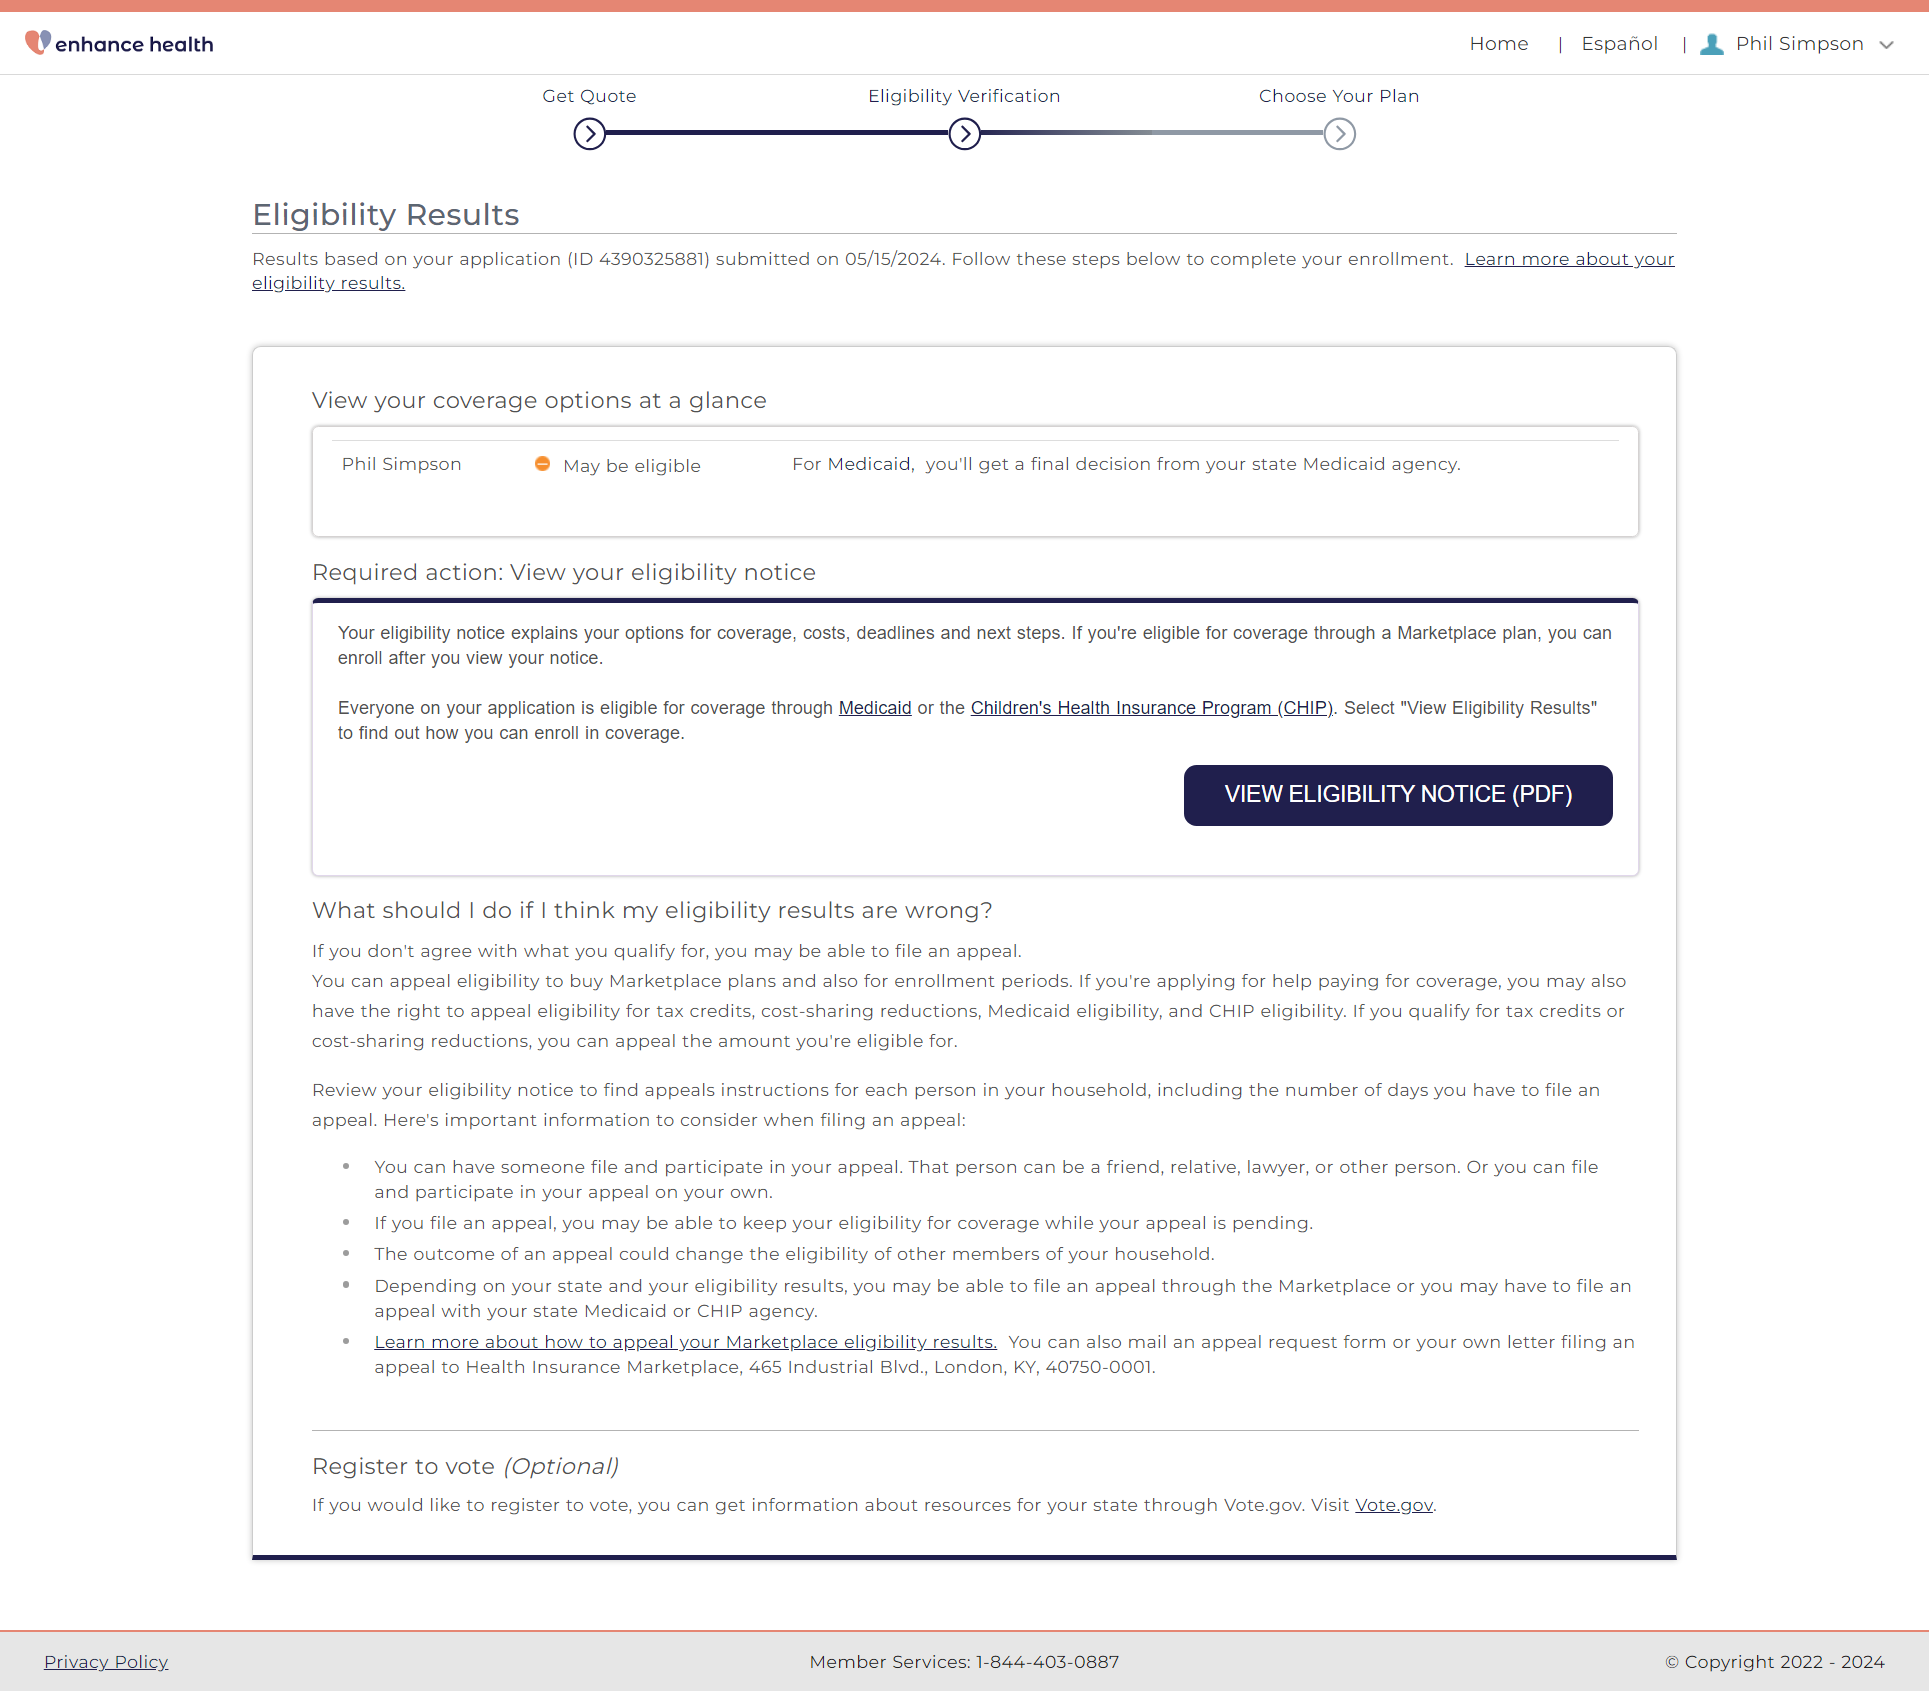 enhance health
Home | Español | Phil Simpson
Get Quote
Eligibility Verification
Choose Your Plan
Eligibility Results
Results based on your application (ID 4390325881) submitted on 05/15/2024. Follow these steps below to complete your enrollment. Learn more about your
eligibility results.
View your coverage options at a glance
Phil Simpson
May be eligible
For Medicaid, you'll get a final decision from your state Medicaid agency.
Required action: View your eligibility notice
Your eligibility notice explains your options for coverage, costs, deadlines and next steps. If you're eligible for coverage through a Marketplace plan, you can
enroll after you view your notice.
Everyone on your application is eligible for coverage through Medicaid or the Children's Health Insurance Program (CHIP). Select "View Eligibility Results"
to find out how you can enroll in coverage.
VIEW ELIGIBILITY NOTICE (PDF)
What should I do if I think my eligibility results are wrong?
If you don't agree with what you qualify for, you may be able to file an appeal.
You can appeal eligibility to buy Marketplace plans and also for enrollment periods. If you're applying for help paying for coverage, you may also
have the right to appeal eligibility for tax credits, cost-sharing reductions, Medicaid eligibility, and CHIP eligibility. If you qualify for tax credits or
cost-sharing reductions, you can appeal the amount you're eligible for.
Review your eligibility notice to find appeals instructions for each person in your household, including the number of days you have to file an
appeal. Here's important information to consider when filing an appeal:
• You can have someone file and participate in your appeal. That person can be a friend, relative, lawyer, or other person. Or you can file
and participate in your appeal on your own.
• If you file an appeal, you may be able to keep your eligibility for coverage while your appeal is pending.
• The outcome of an appeal could change the eligibility of other members of your household.
• Depending on your state and your eligibility results, you may be able to file an appeal through the Marketplace or you may have to file an
appeal with your state Medicaid or CHIP agency.
• Learn more about how to appeal your Marketplace eligibility results. You can also mail an appeal request form or your own letter filing an
appeal to Health Insurance Marketplace, 465 Industrial Blvd., London, KY, 40750-0001.
Register to vote (Optional)
If you would like to register to vote, you can get information about resources for your state through Vote.gov. Visit Vote.gov.
Privacy Policy
Member Services: 1-844-403-0887
© Copyright 2022 - 2024